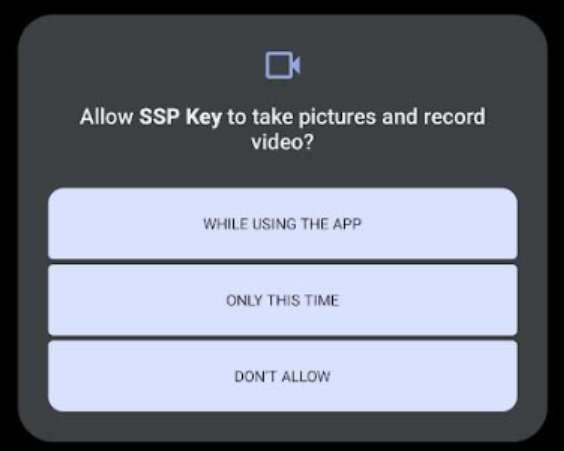 Allow SSP Key to take pictures and record
video?
WHILE USING THE APP
ONLY THIS TIME
DON'T ALLOW